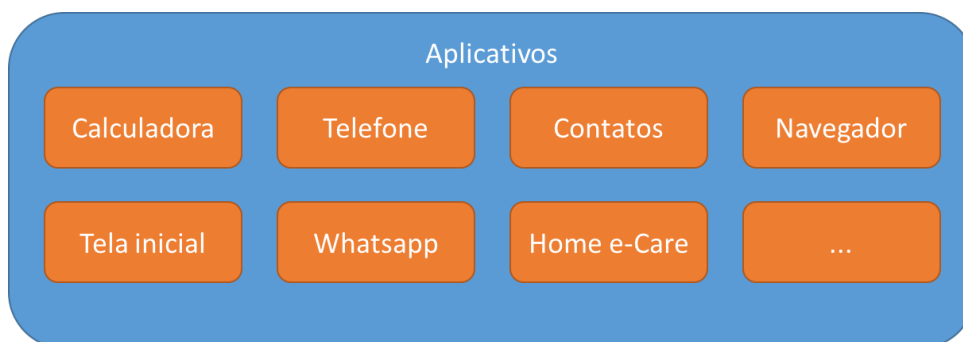 Aplicativos
Calculadora
Telefone
Contatos
Navegador
Tela inicial
Whatsapp
Home e-Care
...